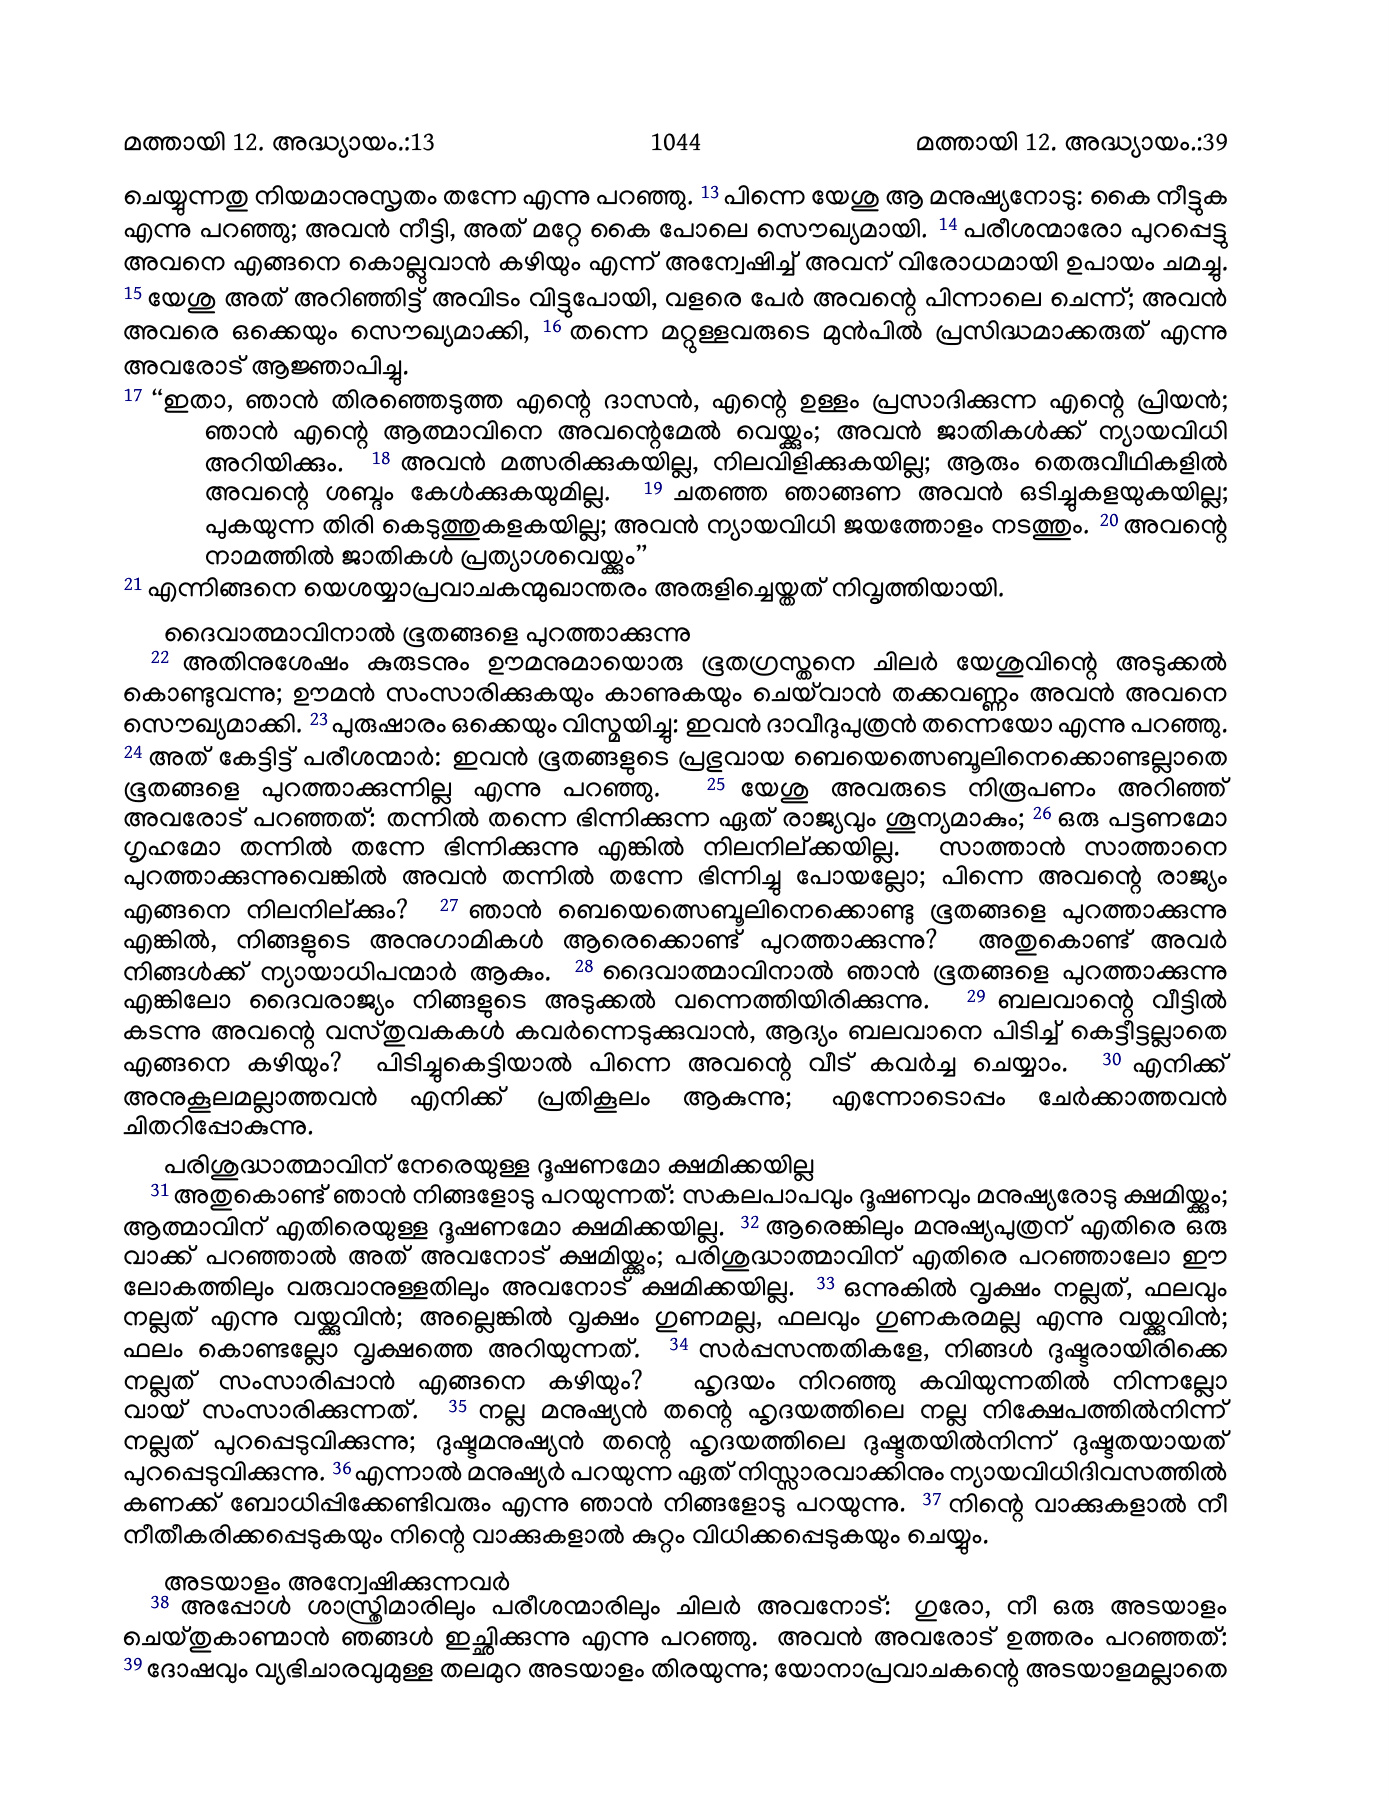 മത്തായി 12. അദ്ധ്യായം.:13 1044 മത്തായി 12. അദ്ധ്യായം.:39
ചെയ്യുന്നതു നിയമാനുസൃതം തന്നേ എന്നു പറഞ്ഞു. 13 പിന്നെ യേശു ആ മനുഷ്യനോടു: കൈ നീട്ടുക
എന്നു പറഞ്ഞു; അവൻ നീട്ടി, അത് മറ്റേ കൈ പോലെ സൌഖ്യമായി. 14 പരീശന്മാരോ പുറപ്പെട്ടു
അവനെ എങ്ങനെ കൊല്ലുവാൻ കഴിയും എന്ന് അന്വേഷിച്ച് അവന് വിരോധമായി ഉപായം ചമച്ചു.
15 യേശു അത് അറിഞ്ഞിട്ട് അവിടം വിട്ടുപോയി, വളരെ പേർ അവന്റെ പിന്നാലെ ചെന്ന്; അവൻ
അവരെ ഒക്കെയും സൌഖ്യമാക്കി, 16 തന്നെ മറ്റുള്ളവരുടെ മുൻപിൽ പ്രസിദ്ധമാക്കരുത് എന്നു
അവരോട് ആജ്ഞാപിച്ചു.
17 “ഇതാ, ഞാൻ തിരഞ്ഞെടുത്ത എന്റെ ദാസൻ, എന്റെ ഉള്ളം പ്രസാദിക്കുന്ന എന്റെ പ്രിയൻ;
ഞാൻ എന്റെ ആത്മാവിനെ അവന്റെമേൽ വെയ്ക്കും; അവൻ ജാതികൾക്ക് ന്യായവിധി
അറിയിക്കും. 18 അവൻ മത്സരിക്കുകയില്ല, നിലവിളിക്കുകയില്ല; ആരും തെരുവീഥികളിൽ
അവന്റെ ശബ്ദം കേൾക്കുകയുമില്ല. 19 ചതഞ്ഞ ഞാങ്ങണ അവൻ ഒടിച്ചുകളയുകയില്ല;
പുകയുന്ന തിരി കെടുത്തുകളകയില്ല; അവൻ ന്യായവിധി ജയത്തോളം നടത്തും. 20 അവന്റെ
നാമത്തിൽ ജാതികൾ പ്രത്യാശവെയ്ക്കും”
21 എന്നിങ്ങനെ യെശയ്യാപ്രവാചകന്മുഖാന്തരം അരുളിച്ചെയ്തത് നിവൃത്തിയായി.
ദൈവാത്മാവിനാൽ ഭൂതങ്ങളെ പുറത്താക്കുന്നു
22 അതിനുശേഷം കുരുടനും ഊമനുമായൊരു ഭൂതഗ്രസ്തനെ ചിലർ യേശുവിന്റെ അടുക്കൽ
കൊണ്ടുവന്നു; ഊമൻ സംസാരിക്കുകയും കാണുകയും ചെയ്‌വാൻ തക്കവണ്ണം അവൻ അവനെ
സൌഖ്യമാക്കി. 23 പുരുഷാരം ഒക്കെയും വിസ്മയിച്ചു: ഇവൻ ദാവീദുപുത്രൻ തന്നെയോ എന്നു പറഞ്ഞു.
24 അത് കേട്ടിട്ട് പരീശന്മാർ: ഇവൻ ഭൂതങ്ങളുടെ പ്രഭുവായ ബെയെത്സെബൂലിനെക്കൊണ്ടല്ലാതെ
ഭൂതങ്ങളെ പുറത്താക്കുന്നില്ല എന്നു പറഞ്ഞു. 25 യേശു അവരുടെ നിരൂപണം അറിഞ്ഞ്
അവരോട് പറഞ്ഞത്: തന്നിൽ തന്നെ ഭിന്നിക്കുന്ന ഏത് രാജ്യവും ശൂന്യമാകും; 26 ഒരു പട്ടണമോ
ഗൃഹമോ തന്നിൽ തന്നേ ഭിന്നിക്കുന്നു എങ്കിൽ നിലനില്ക്കയില്ല. സാത്താൻ സാത്താനെ
പുറത്താക്കുന്നുവെങ്കിൽ അവൻ തന്നിൽ തന്നേ ഭിന്നിച്ചു പോയല്ലോ; പിന്നെ അവന്റെ രാജ്യം
എങ്ങനെ നിലനില്ക്കും? 27 ഞാൻ ബെയെത്സെബൂലിനെക്കൊണ്ടു ഭൂതങ്ങളെ പുറത്താക്കുന്നു
എങ്കിൽ, നിങ്ങളുടെ അനുഗാമികൾ ആരെക്കൊണ്ട് പുറത്താക്കുന്നു? അതുകൊണ്ട് അവർ
നിങ്ങൾക്ക് ന്യായാധിപന്മാർ ആകും. 28 ദൈവാത്മാവിനാൽ ഞാൻ ഭൂതങ്ങളെ പുറത്താക്കുന്നു
എങ്കിലോ ദൈവരാജ്യം നിങ്ങളുടെ അടുക്കൽ വന്നെത്തിയിരിക്കുന്നു. 29 ബലവാന്റെ വീട്ടിൽ
കടന്നു അവന്റെ വസ്തുവകകൾ കവർന്നെടുക്കുവാൻ, ആദ്യം ബലവാനെ പിടിച്ച് കെട്ടീട്ടല്ലാതെ
എങ്ങനെ കഴിയും? പിടിച്ചുകെട്ടിയാൽ പിന്നെ അവന്റെ വീട് കവർച്ച ചെയ്യാം. 30 എനിക്ക്
അനുകൂലമല്ലാത്തവൻ എനിക്ക് പ്രതികൂലം ആകുന്നു; എന്നോടൊപ്പം ചേർക്കാത്തവൻ
ചിതറിപ്പോകുന്നു.
പരിശുദ്ധാത്മാവിന് നേരെയുള്ള ദൂഷണമോ ക്ഷമിക്കയില്ല
31 അതുകൊണ്ട് ഞാൻ നിങ്ങളോടു പറയുന്നത്: സകലപാപവും ദൂഷണവും മനുഷ്യരോടു ക്ഷമിയ്ക്കും;
ആത്മാവിന് എതിരെയുള്ള ദൂഷണമോ ക്ഷമിക്കയില്ല. 32 ആരെങ്കിലും മനുഷ്യപുത്രന് എതിരെ ഒരു
വാക്ക് പറഞ്ഞാൽ അത് അവനോട് ക്ഷമിയ്ക്കും; പരിശുദ്ധാത്മാവിന് എതിരെ പറഞ്ഞാലോ ഈ
ലോകത്തിലും വരുവാനുള്ളതിലും അവനോട് ക്ഷമിക്കയില്ല. 33 ഒന്നുകിൽ വൃക്ഷം നല്ലത്, ഫലവും
നല്ലത് എന്നു വയ്ക്കുവിൻ; അല്ലെങ്കിൽ വൃക്ഷം ഗുണമല്ല, ഫലവും ഗുണകരമല്ല എന്നു വയ്ക്കുവിൻ;
ഫലം കൊണ്ടല്ലോ വൃക്ഷത്തെ അറിയുന്നത്. 34 സർപ്പസന്തതികളേ, നിങ്ങൾ ദുഷ്ടരായിരിക്കെ
നല്ലത് സംസാരിപ്പാൻ എങ്ങനെ കഴിയും? ഹൃദയം നിറഞ്ഞു കവിയുന്നതിൽ നിന്നല്ലോ
വായ് സംസാരിക്കുന്നത്. 35 നല്ല മനുഷ്യൻ തന്റെ ഹൃദയത്തിലെ നല്ല നിക്ഷേപത്തിൽനിന്ന്
നല്ലത് പുറപ്പെടുവിക്കുന്നു; ദുഷ്ടമനുഷ്യൻ തന്റെ ഹൃദയത്തിലെ ദുഷ്ടതയിൽനിന്ന് ദുഷ്ടതയായത്
പുറപ്പെടുവിക്കുന്നു. 36 എന്നാൽ മനുഷ്യർ പറയുന്ന ഏത് നിസ്സാരവാക്കിനും ന്യായവിധിദിവസത്തിൽ
കണക്ക് ബോധിപ്പിക്കേണ്ടിവരും എന്നു ഞാൻ നിങ്ങളോടു പറയുന്നു. 37 നിന്റെ വാക്കുകളാൽ നീ
നീതീകരിക്കപ്പെടുകയും നിന്റെ വാക്കുകളാൽ കുറ്റം വിധിക്കപ്പെടുകയും ചെയ്യും.
അടയാളം അന്വേഷിക്കുന്നവർ
38 അപ്പോൾ ശാസ്ത്രിമാരിലും പരീശന്മാരിലും ചിലർ അവനോട്: ഗുരോ, നീ ഒരു അടയാളം
ചെയ്തുകാണ്മാൻ ഞങ്ങൾ ഇച്ഛിക്കുന്നു എന്നു പറഞ്ഞു. അവൻ അവരോട് ഉത്തരം പറഞ്ഞത്:
39 ദോഷവും വ്യഭിചാരവുമുള്ള തലമുറ അടയാളം തിരയുന്നു; യോനാപ്രവാചകന്റെ അടയാളമല്ലാതെ